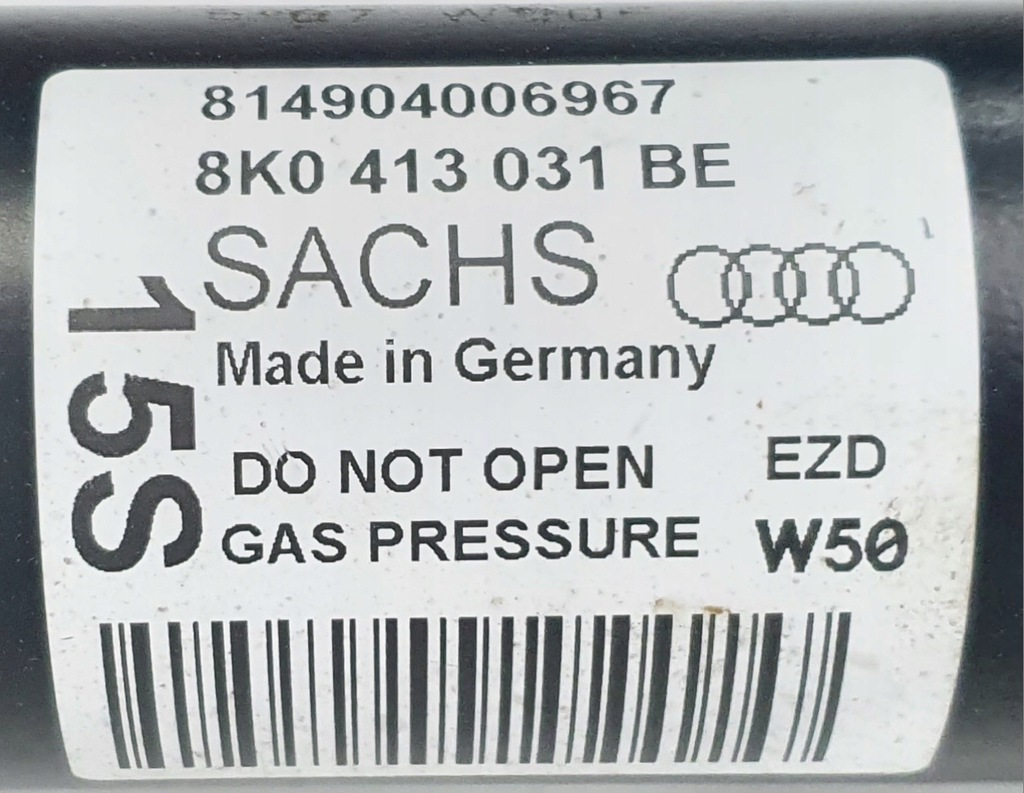 814904006967
8K0 413 031 BE
SACHS
Made in Germany
15S
DO NOT OPEN EZD
GAS PRESSURE W50